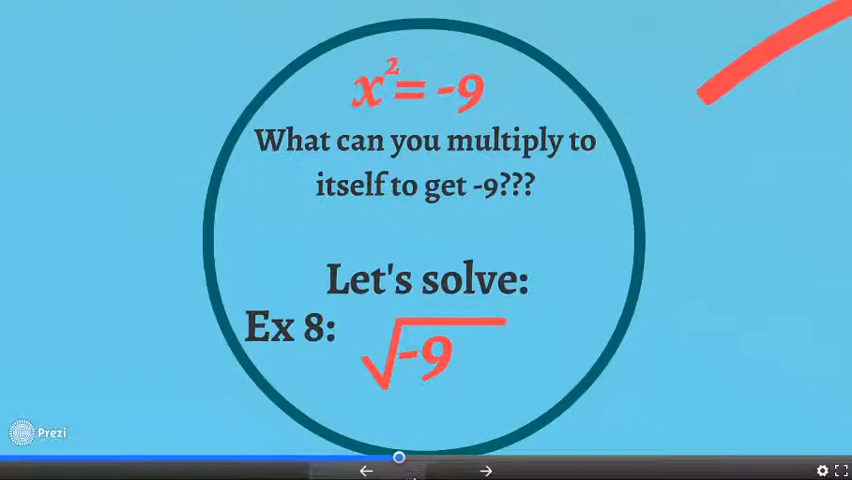 x²= -9
What can you multiply to
itself to get -9???
Let's solve:
Ex 8: √-9
Prezi